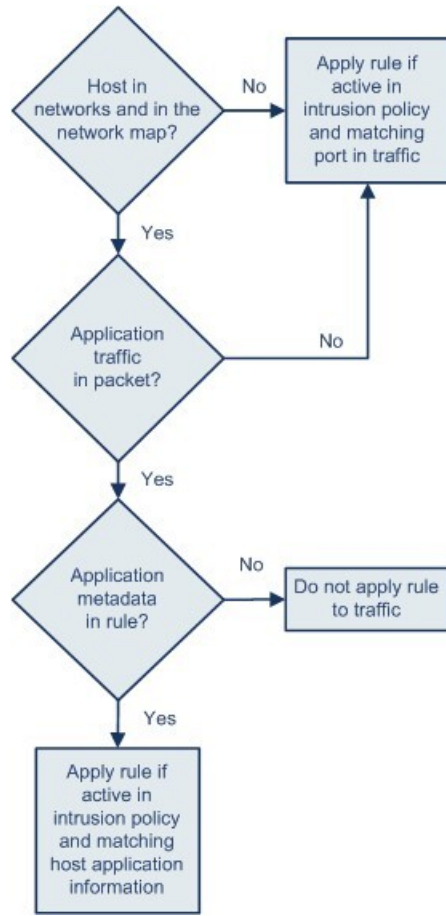 Host in
networks and in the
network map?
No
Apply rule if
active in
intrusion policy
and matching
port in traffic
Yes
Application
traffic
in packet?
No
Yes
Application
metadata
in rule?
No
Do not apply rule
to traffic
Yes
Apply rule if
active in
intrusion policy
and matching
host application
information